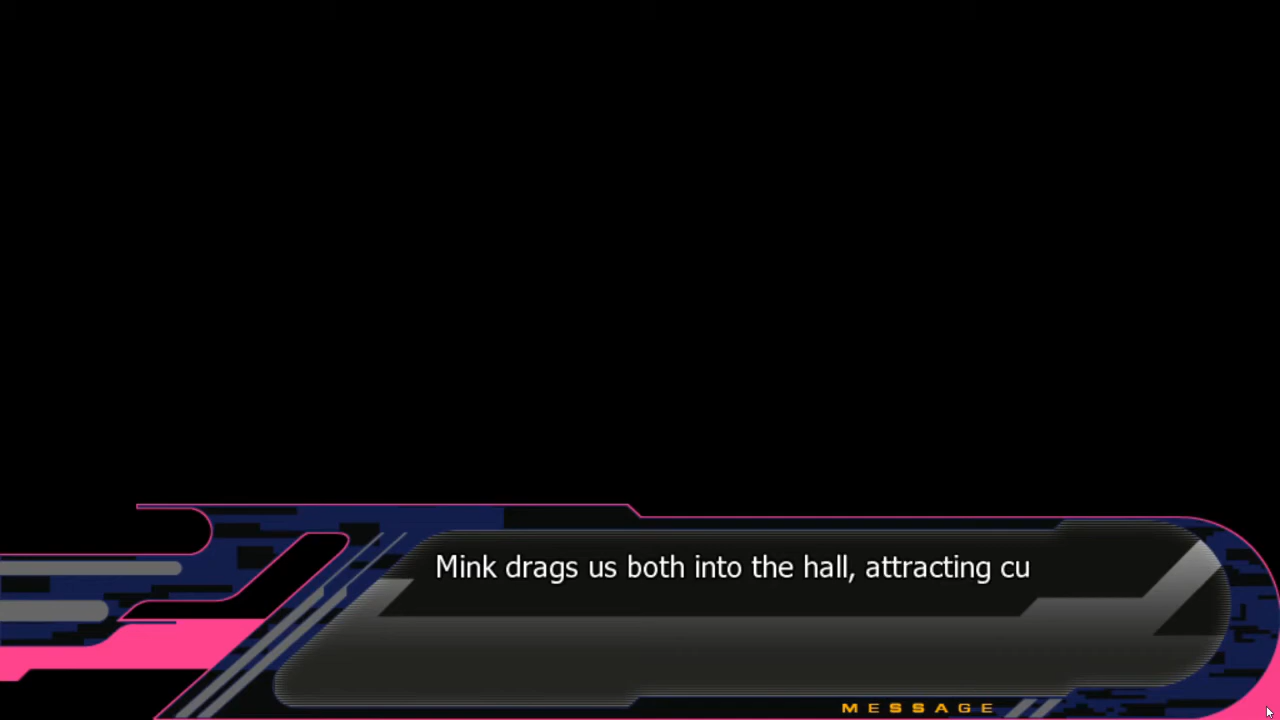 Mink drags us both into the hall, attracting cu
MESSAGE